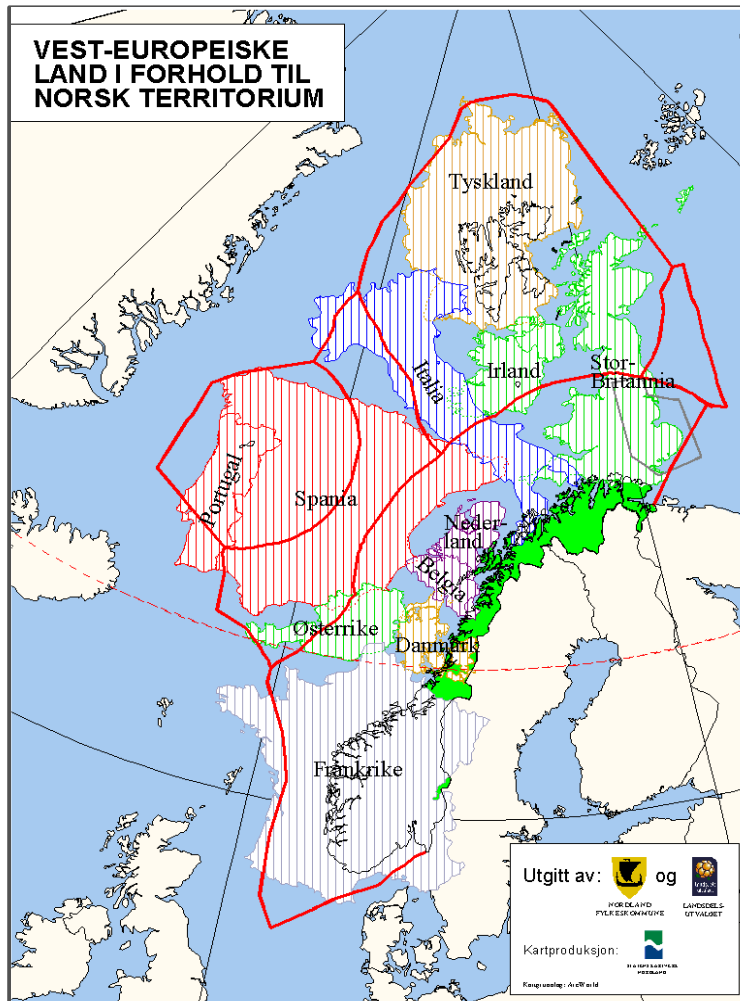 VEST-EUROPEISKE
LAND I FORHOLD TIL
NORSK TERRITORIUM
Tyskland
Italia
Irland
Stor-
Britannia
Portugal
Spania
Neder-
land
Belgia
Østerrike
Danmark
Frankrike
Utgitt av:
og
NORDLAND
FYLKESKOMMUNE
LANDSDELS-
UTVALGET
Kartproduksjon: